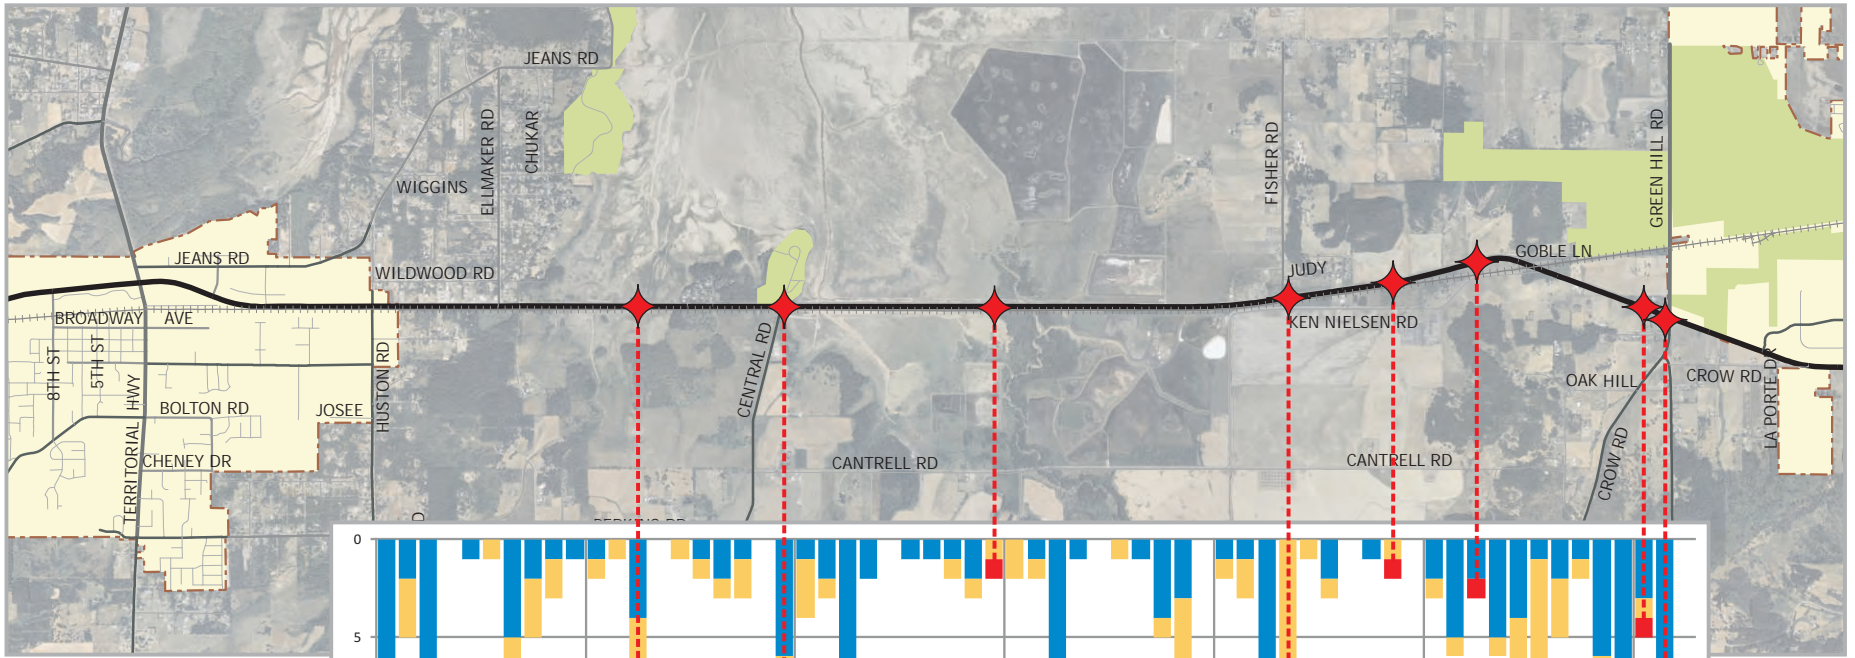 JEANS RD
ELLMAKER RD
CHUKAR
WIGGINS
FISHER RD
GREEN HILL RD
JEANS RD
WILDWOOD RD
JUDY
GOBLE LN
BROADWAY AVE
KEN NIELSEN RD
8TH ST
5TH ST
TERRITORIAL HWY
HUSTON RD
CENTRAL RD
OAK HILL
CROW RD
LA PORTE DR
BOLTON RD
JOSEE
CHENEY DR
CANTRELL RD
CANTRELL RD
CROW RD
D
0
5